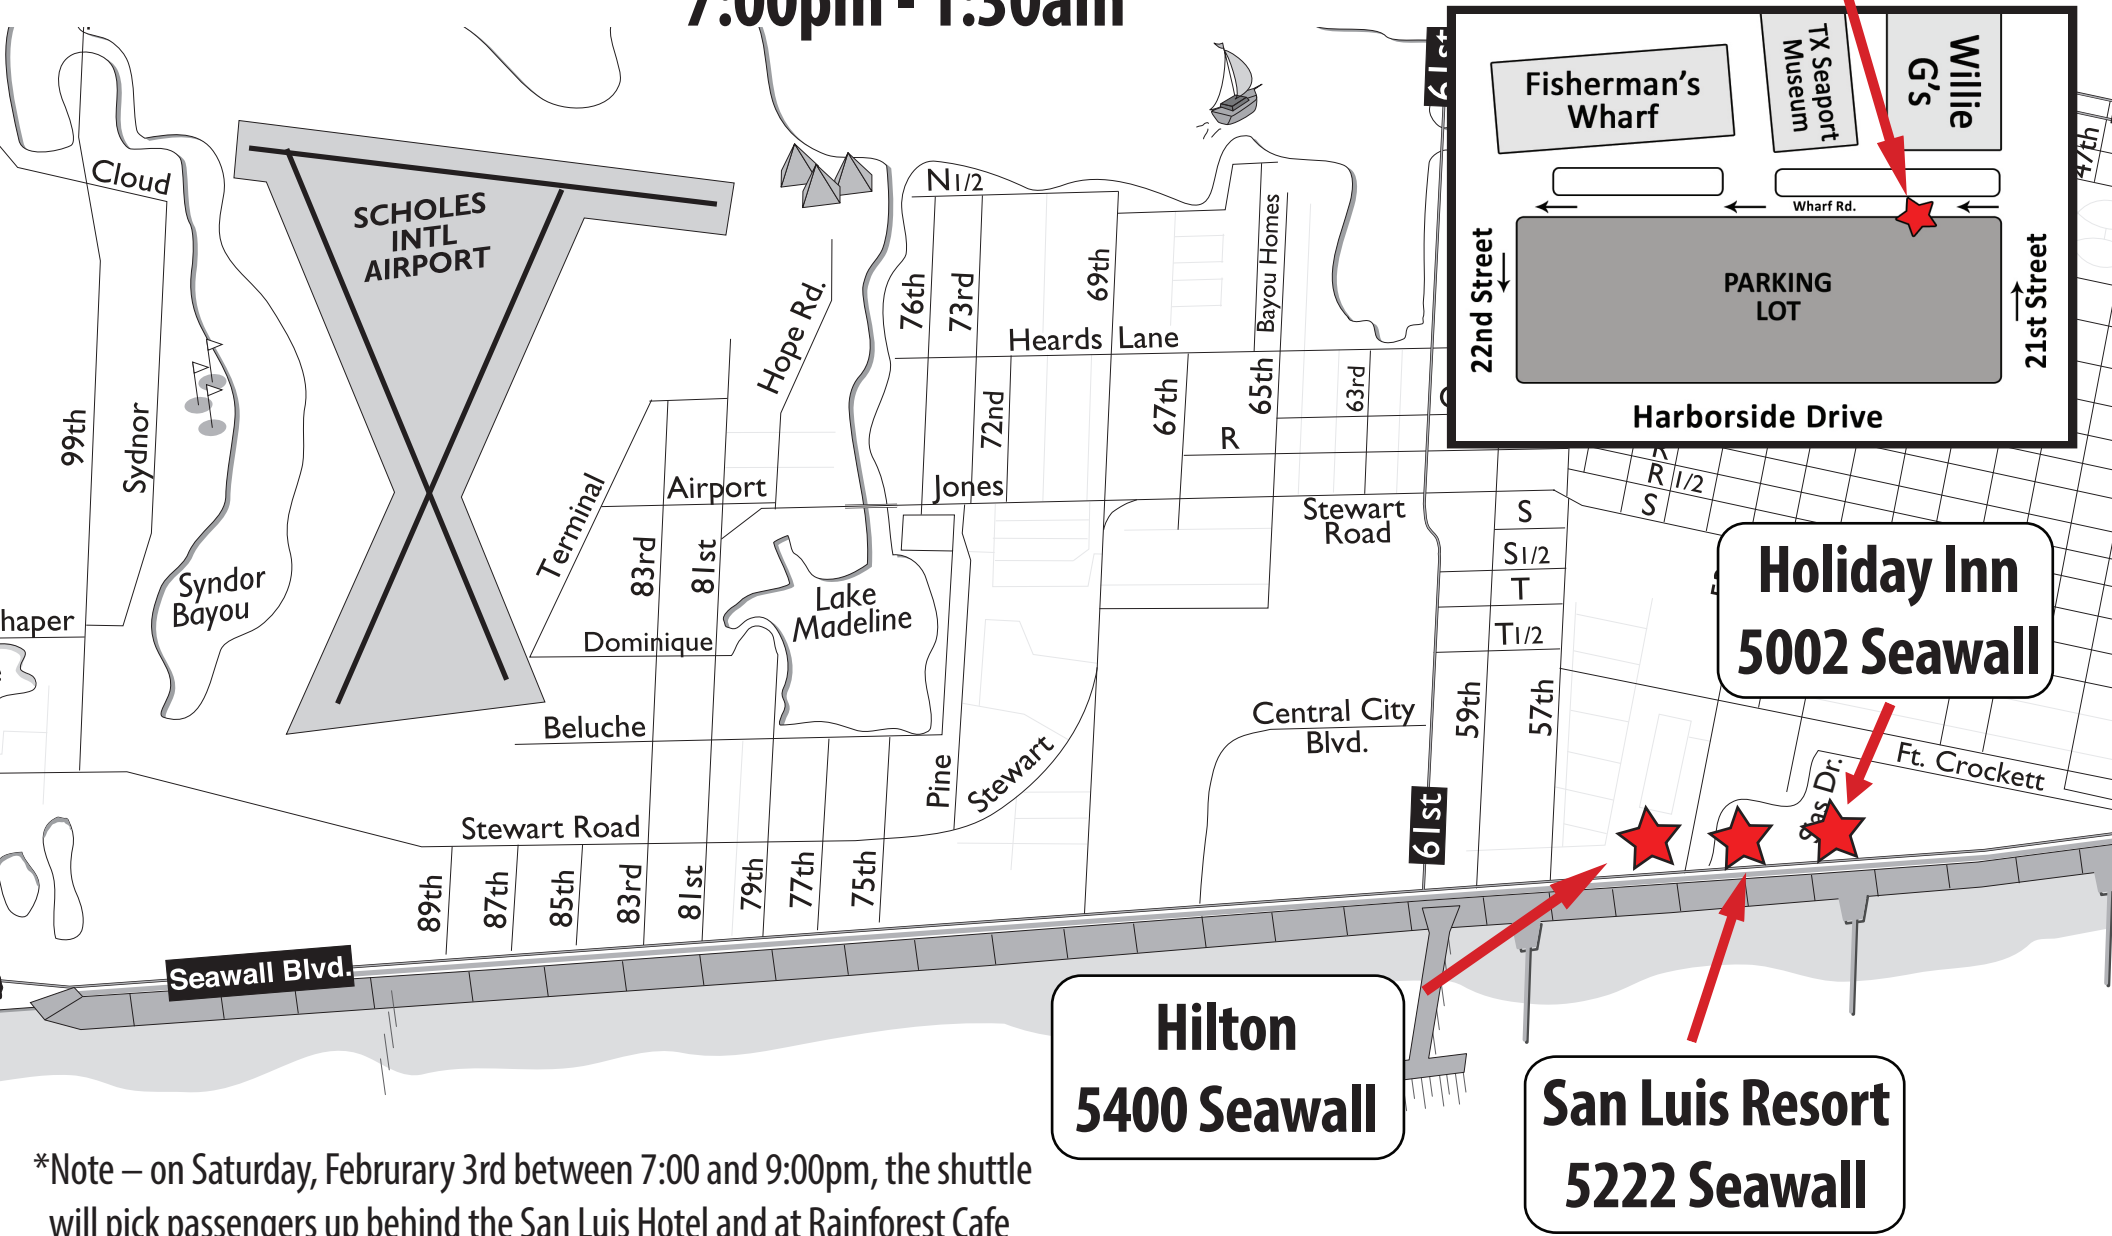 7:00pm - 1:30am
61st
Fisherman's
Wharf
TX Seaport
Museum
Willie
G's
Wharf Rd.
22nd Street
PARKING
LOT
21st Street
Harborside Drive
47th
Cloud
SCHOLES
INTL
AIRPORT
N1/2
76th
73rd
69th
Bayou Homes
Hope Rd.
Heards Lane
99th
Sydnor
72nd
67th
65th
63rd
R
R
R 1/2
S
Terminal
Airport
Jones
Stewart
Road
S
S1/2
T
T1/2
83rd
81st
Syndor
Bayou
Lake
Madeline
haper
Dominique
Holiday Inn
5002 Seawall
Beluche
Pine
Stewart
Central City
Blvd.
59th
57th
Ft. Crockett
61st
Stewart Road
89th
87th
85th
83rd
81st
79th
77th
75th
Seawall Blvd.
Hilton
5400 Seawall
San Luis Resort
5222 Seawall
*Note – on Saturday, Februrary 3rd between 7:00 and 9:00pm, the shuttle
will pick passengers up behind the San Luis Hotel and at Rainforest Cafe